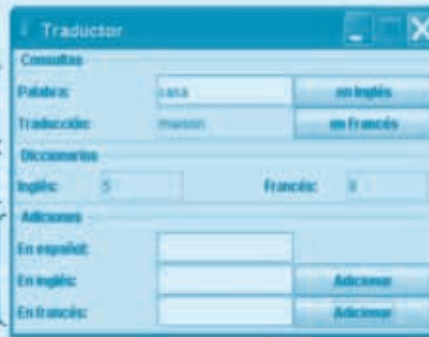 Traductor
Consultas
Palabra: casa en Inglés
Traducción: maison en Francés
Diccionarios
Inglés: 5 Francés:
Adiciones
En español:
En inglés: Adicionar
En francés: Adicionar